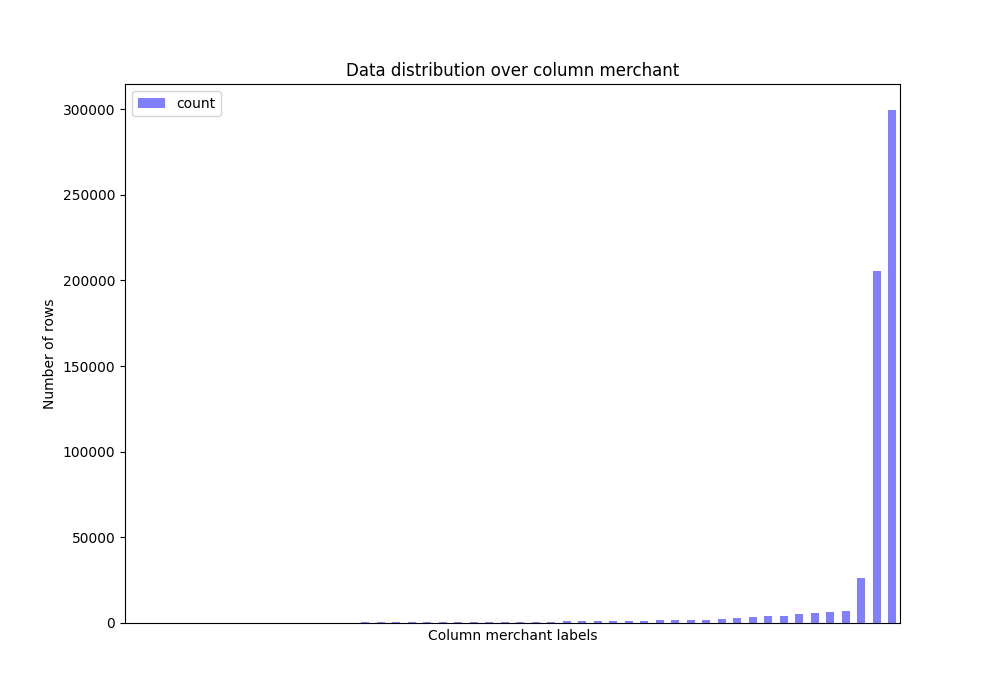 Data distribution over column merchant
count
300000
250000
200000
150000
100000
50000
0
Number of rows
Column merchant labels